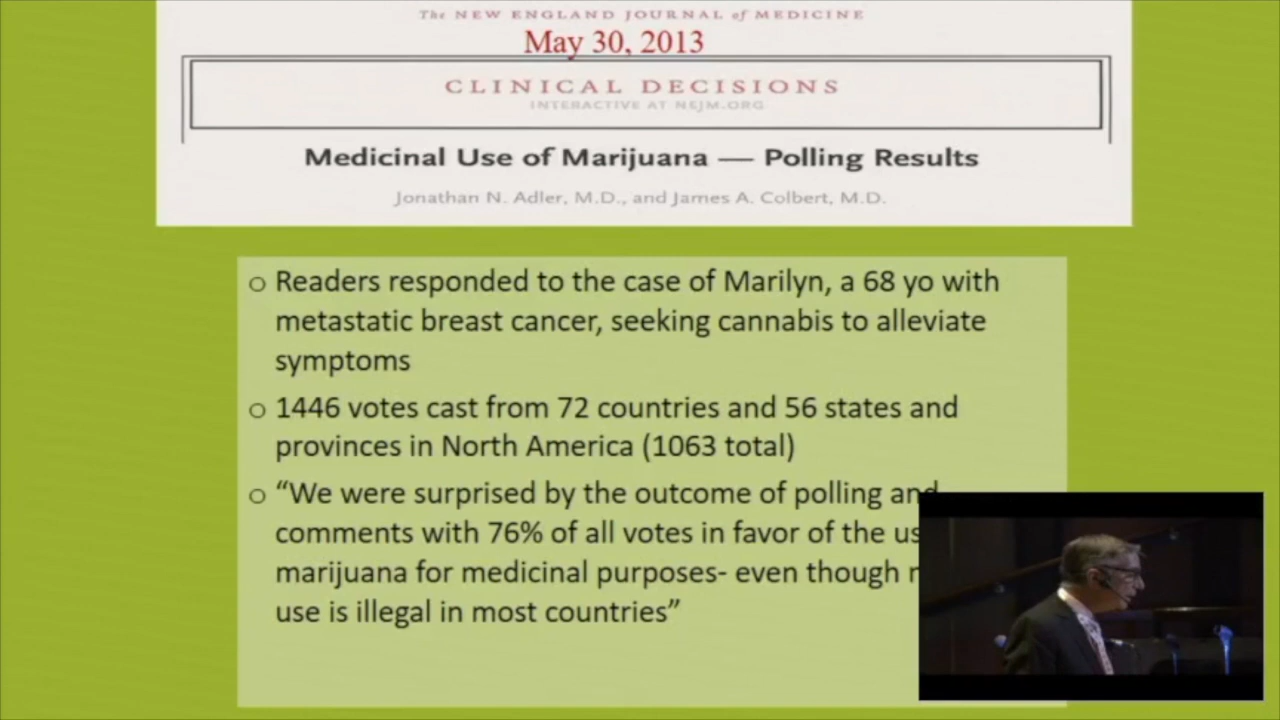 The NEW ENGLAND JOURNAL of MEDICINE
May 30, 2013
CLINICAL DECISIONS
INTERACTIVE AT NEJM.ORG
Medicinal Use of Marijuana — Polling Results
Jonathan N. Adler, M.D., and James A. Colbert, M.D.
o Readers responded to the case of Marilyn, a 68 yo with
metastatic breast cancer, seeking cannabis to alleviate
symptoms
o 1446 votes cast from 72 countries and 56 states and
provinces in North America (1063 total)
o “We were surprised by the outcome of polling and
comments with 76% of all votes in favor of the
marijuana for medicinal purposes- even though
use is illegal in most countries”